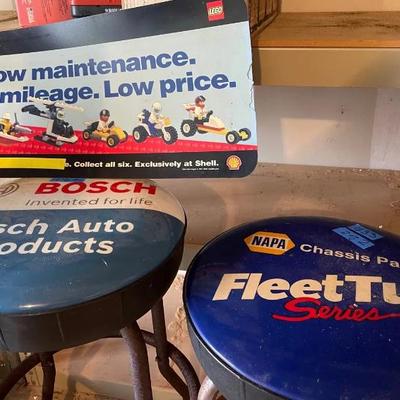 LEGO
ow maintenance.
mileage. Low price.
e. Collect all six. Exclusively at Shell.
BOSCH
Invented for life
sch Auto
oducts
NAPA
Chassis Pa
FleetTu
Series